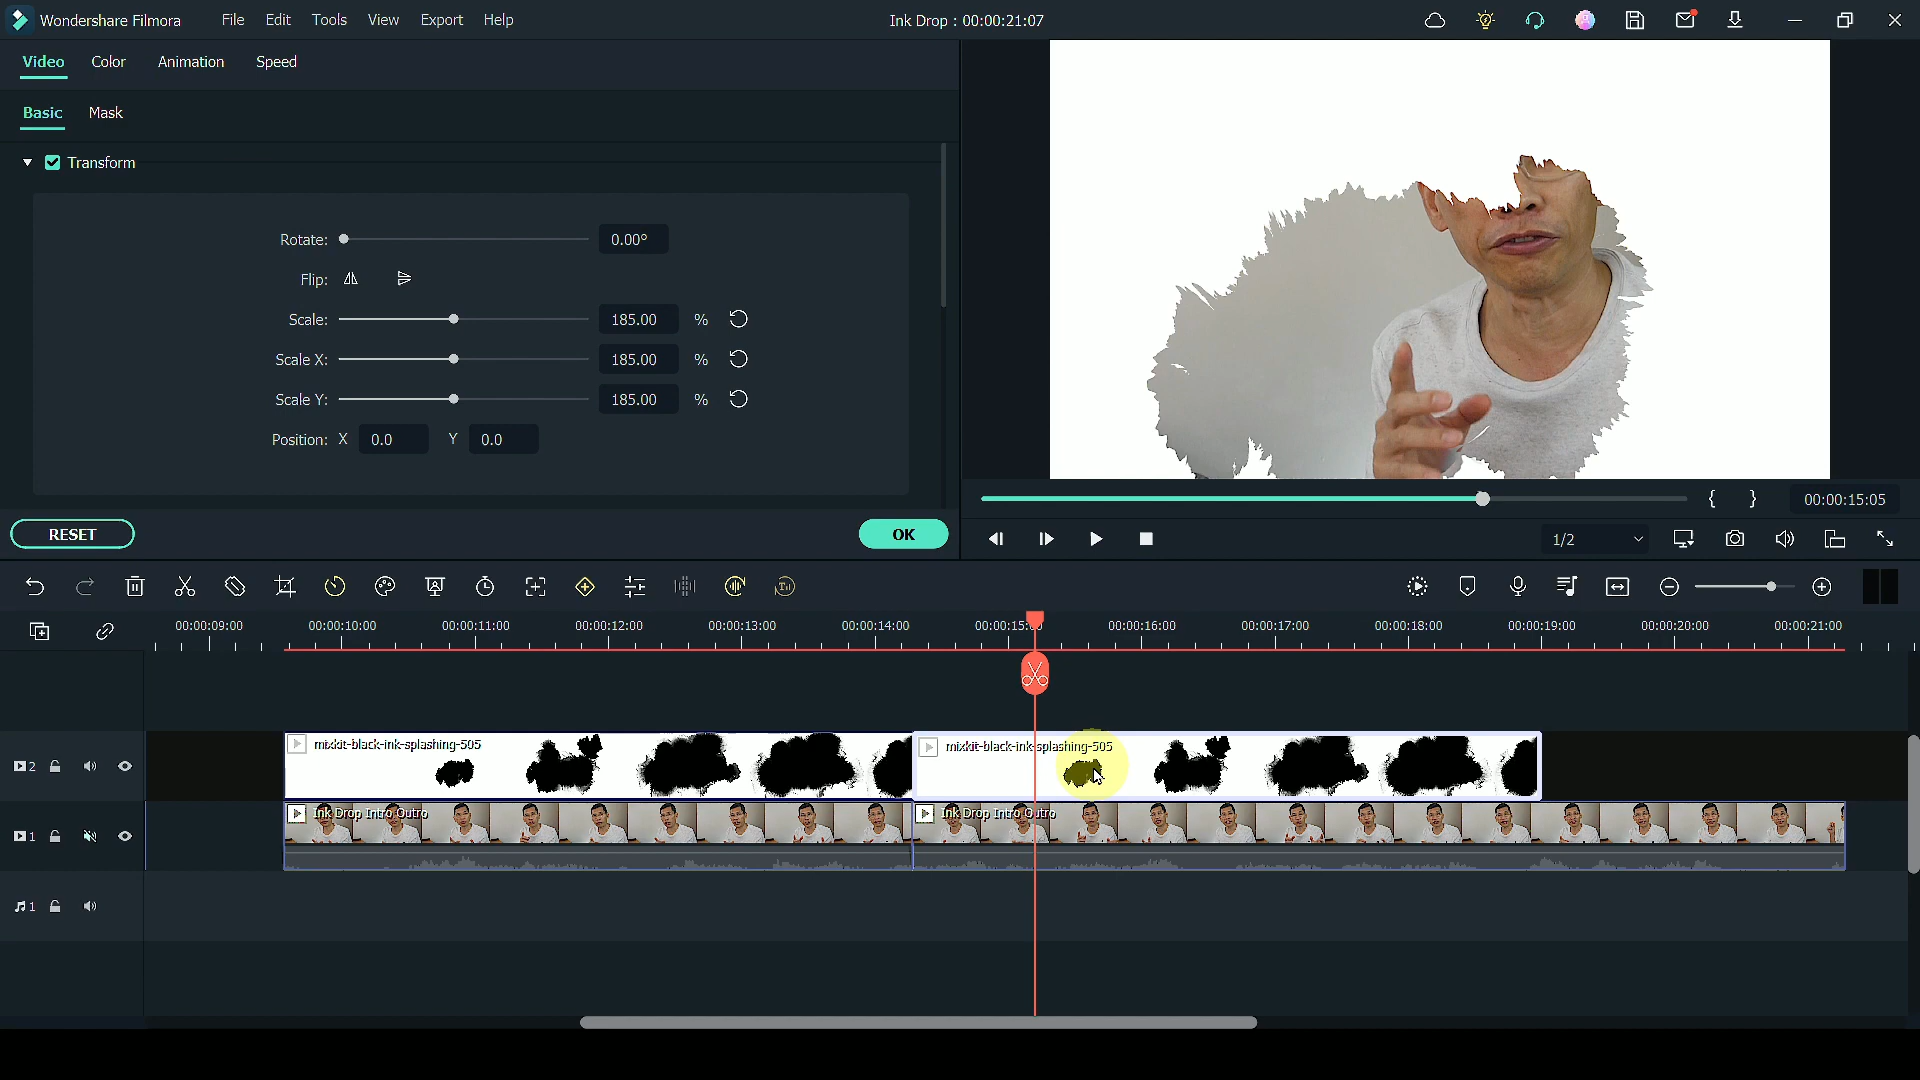 Wondershare Filmora File Edit Tools View Export Help Ink Drop : 00:00:21:07
Video Color Animation Speed
Basic Mask
Transform
Rotate: 0.00°
Flip:
Scale: 185.00 %
Scale X: 185.00 %
Scale Y: 185.00 %
Position: X 0.0 Y 0.0
RESET OK
{ } 00:00:15:05
1/2
00:00:09:00 00:00:10:00 00:00:11:00 00:00:12:00 00:00:13:00 00:00:14:00 00:00:15:00 00:00:16:00 00:00:17:00 00:00:18:00 00:00:19:00 00:00:20:00 00:00:21:00
2 mixkit-black-ink-splashing-505 mixkit-black-ink-splashing-505
1 Ink Drop Intro Outro Ink Drop Intro Outro
1